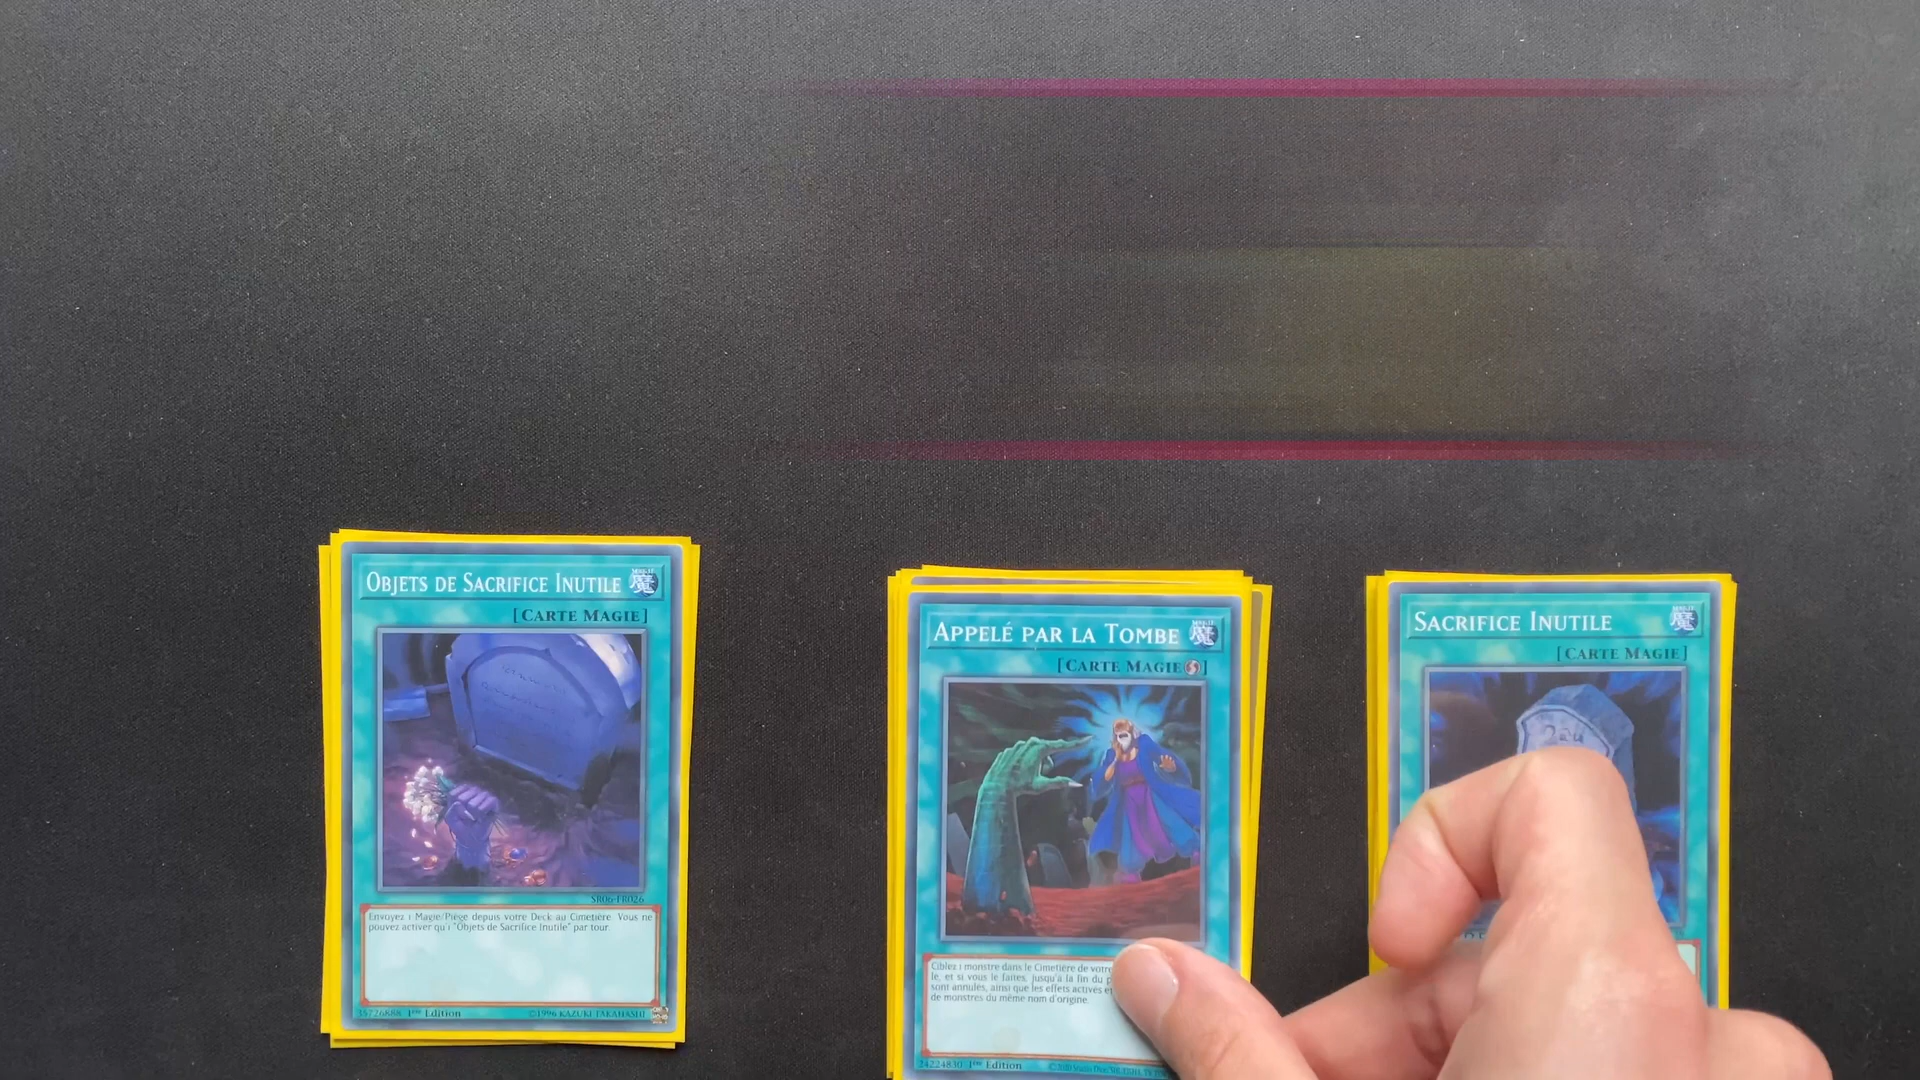 Objets de Sacrifice Inutile
[Carte Magie]
SR06-FR026
Envoyez 1 Magie/Piège depuis votre Deck au Cimetière. Vous ne
pouvez activer qu'1 "Objets de Sacrifice Inutile" par tour.
35726888 1ère Edition ©1996 KAZUKI TAKAHASHI
Appelé par la Tombe
[Carte Magie]
Ciblez 1 monstre dans le Cimetière de votre
le, et si vous le faites, jusqu'à la fin du
sont annulés, ainsi que les effets activés
de monstres du même nom d'origine.
24224830 1ère Edition
Sacrifice Inutile
[Carte Magie]